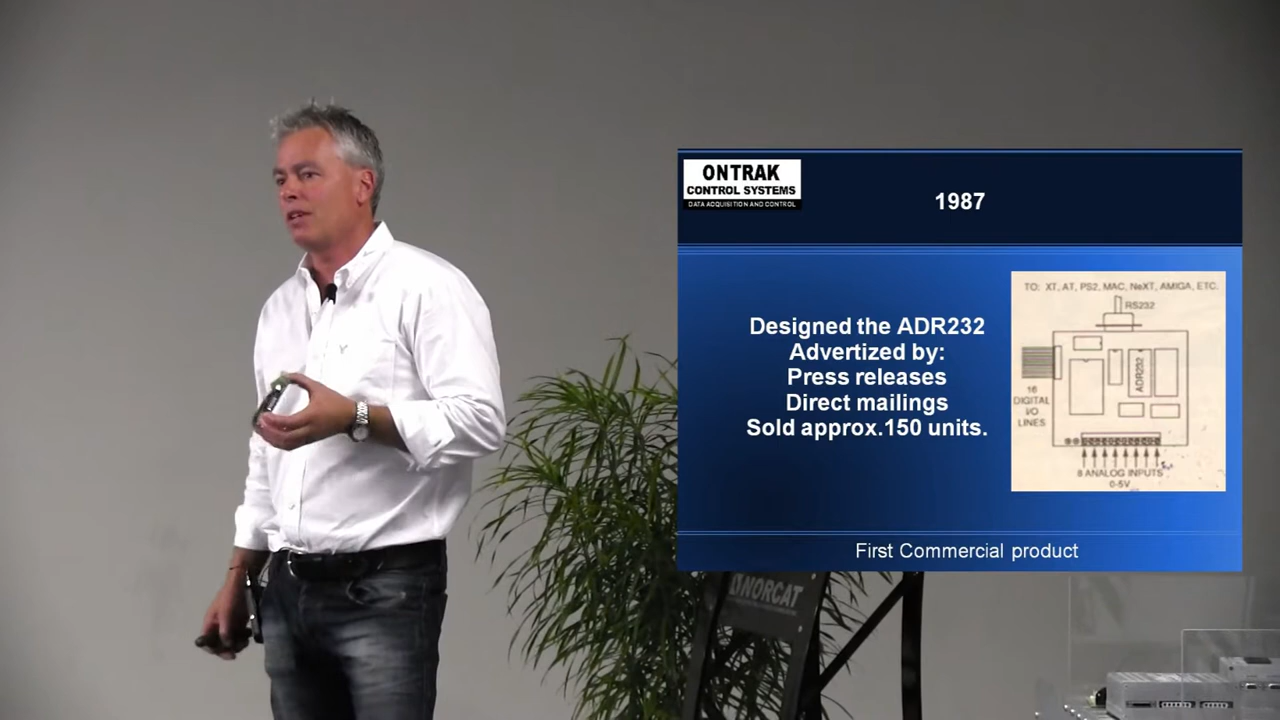 ONTRAK
CONTROL SYSTEMS
DATA ACQUISITION AND CONTROL
1987
Designed the ADR232
Advertized by:
Press releases
Direct mailings
Sold approx.150 units.
TO: XT, AT, PS2, MAC, NeXT, AMIGA, ETC.
RS232
ADR232
16
DIGITAL
I/O
LINES
8 ANALOG INPUTS
0-5V
First Commercial product
NORCAT